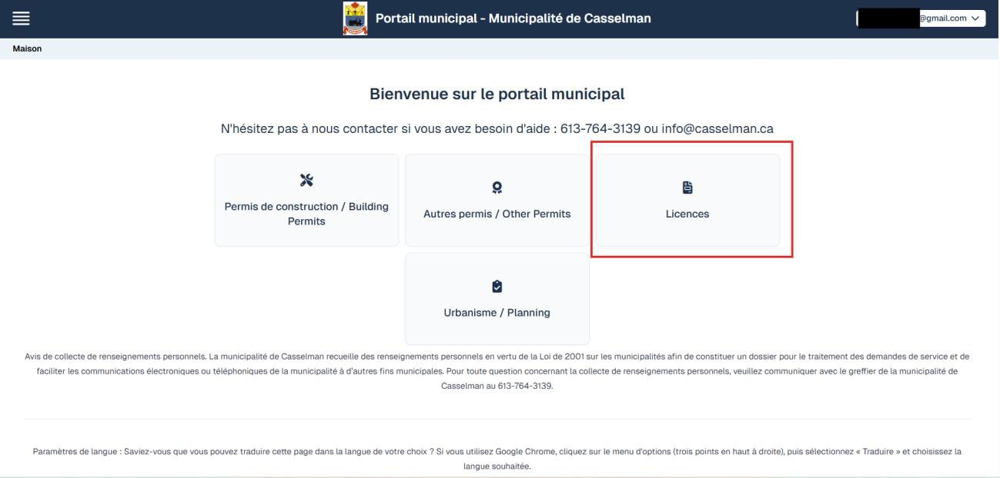 Portail municipal - Municipalité de Casselman
@gmail.com
Maison
Bienvenue sur le portail municipal
N'hésitez pas à nous contacter si vous avez besoin d'aide : 613-764-3139 ou info@casselman.ca
Permis de construction / Building
Permits
Autres permis / Other Permits
Licences
Urbanisme / Planning
Avis de collecte de renseignements personnels. La municipalité de Casselman recueille des renseignements personnels en vertu de la Loi de 2001 sur les municipalités afin de constituer un dossier pour le traitement des demandes de service et de
faciliter les communications électroniques ou téléphoniques de la municipalité à d'autres fins municipales. Pour toute question concernant la collecte de renseignements personnels, veuillez communiquer avec le greffier de la municipalité de
Casselman au 613-764-3139.
Paramètres de langue : Saviez-vous que vous pouvez traduire cette page dans la langue de votre choix ? Si vous utilisez Google Chrome, cliquez sur le menu d'options (trois points en haut à droite), puis sélectionnez « Traduire » et choisissez la
langue souhaitée.